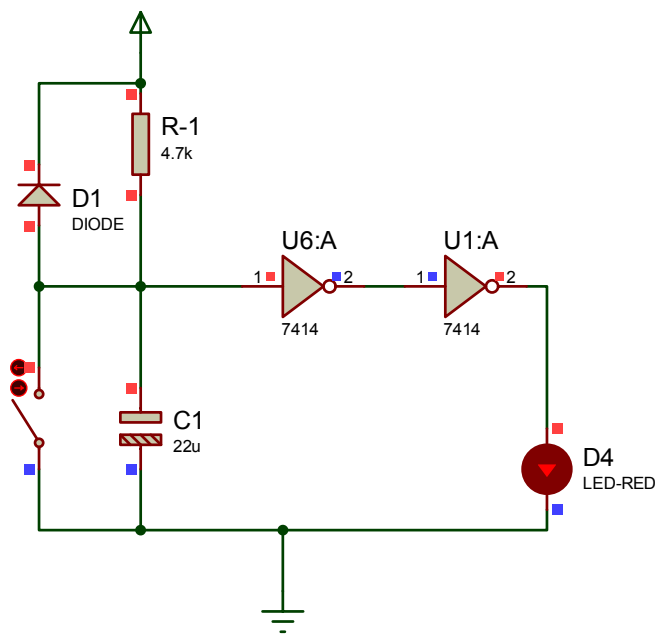 R-1
4.7k
D1
DIODE
U6:A
1
2
7414
U1:A
1
2
7414
C1
22u
D4
LED-RED